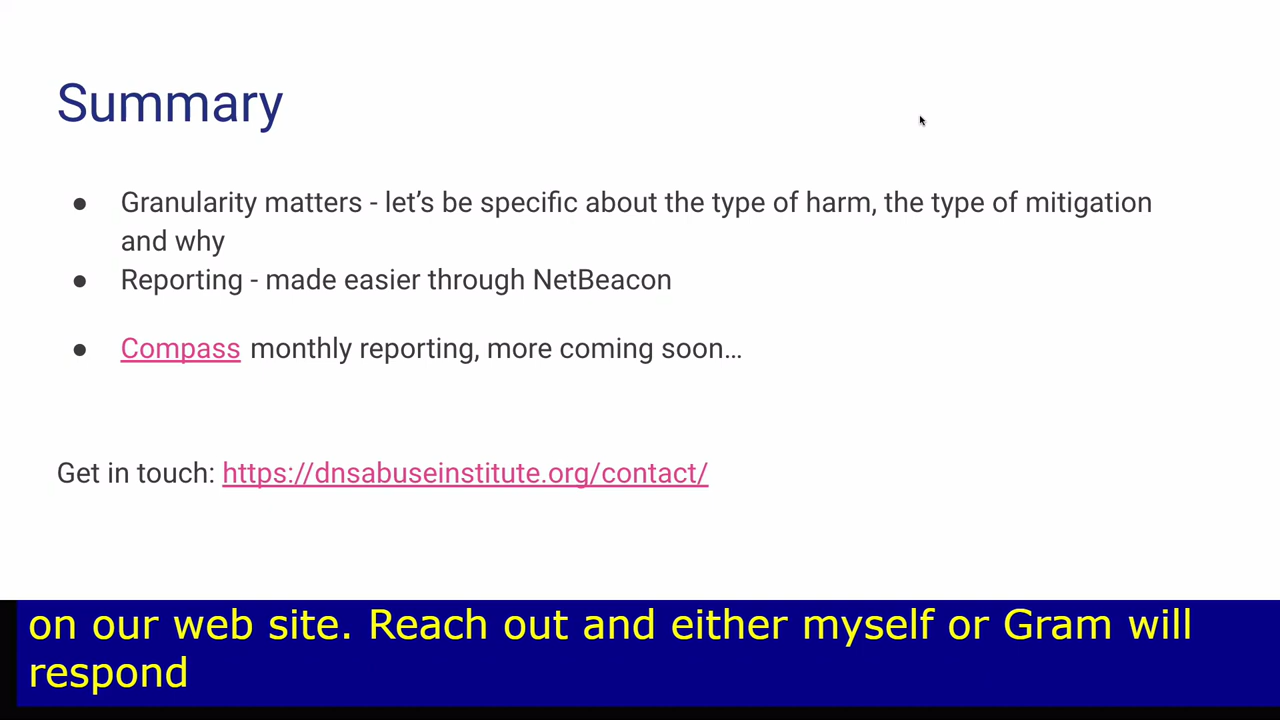 Summary
● Granularity matters - let’s be specific about the type of harm, the type of mitigation
and why
● Reporting - made easier through NetBeacon
● Compass monthly reporting, more coming soon…
Get in touch: https://dnsabuseinstitute.org/contact/
on our web site. Reach out and either myself or Gram will
respond